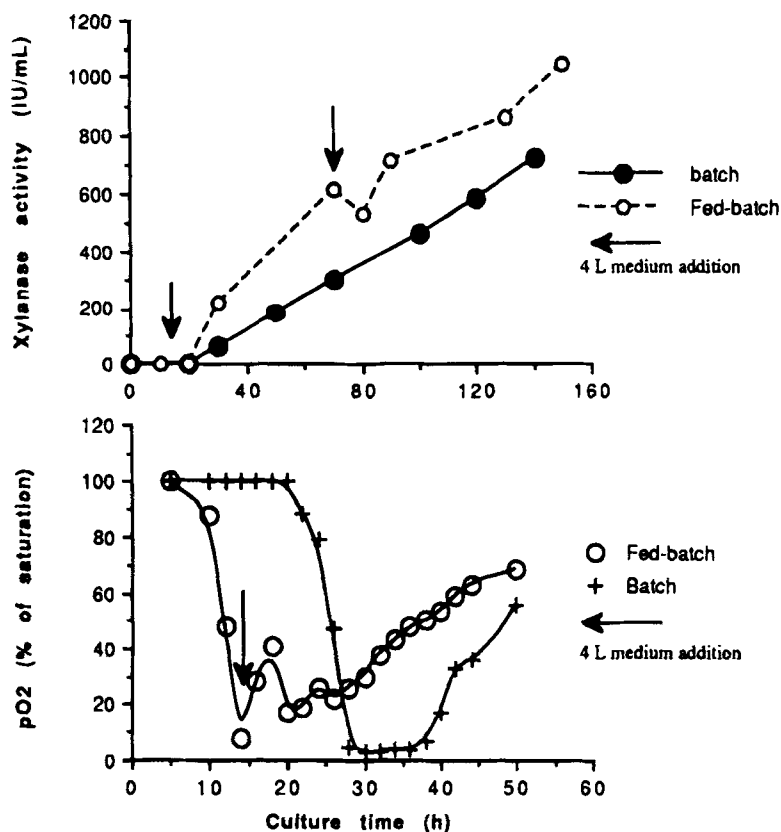 Xylanase activity (IU/mL)
1200
1000
800
600
400
200
0
0 40 80 120 160
batch
Fed-batch
4 L medium addition
pO2 (% of saturation)
120
100
80
60
40
20
0
0 10 20 30 40 50 60
Culture time (h)
Fed-batch
Batch
4 L medium addition